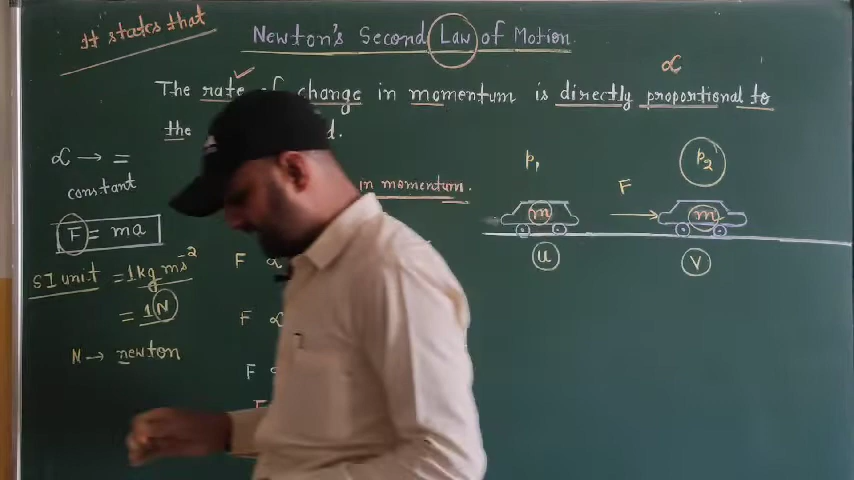 It states that
Newton's Second Law of Motion
∝
The rate of change in momentum is directly proportional to
the
∝ → =
constant
in momentum.
F = ma
SI unit = 1 kg ms⁻²
= 1 N
N → newton
F ∝
F ∝
F
F
p₁
p₂
F
m
m
u
v